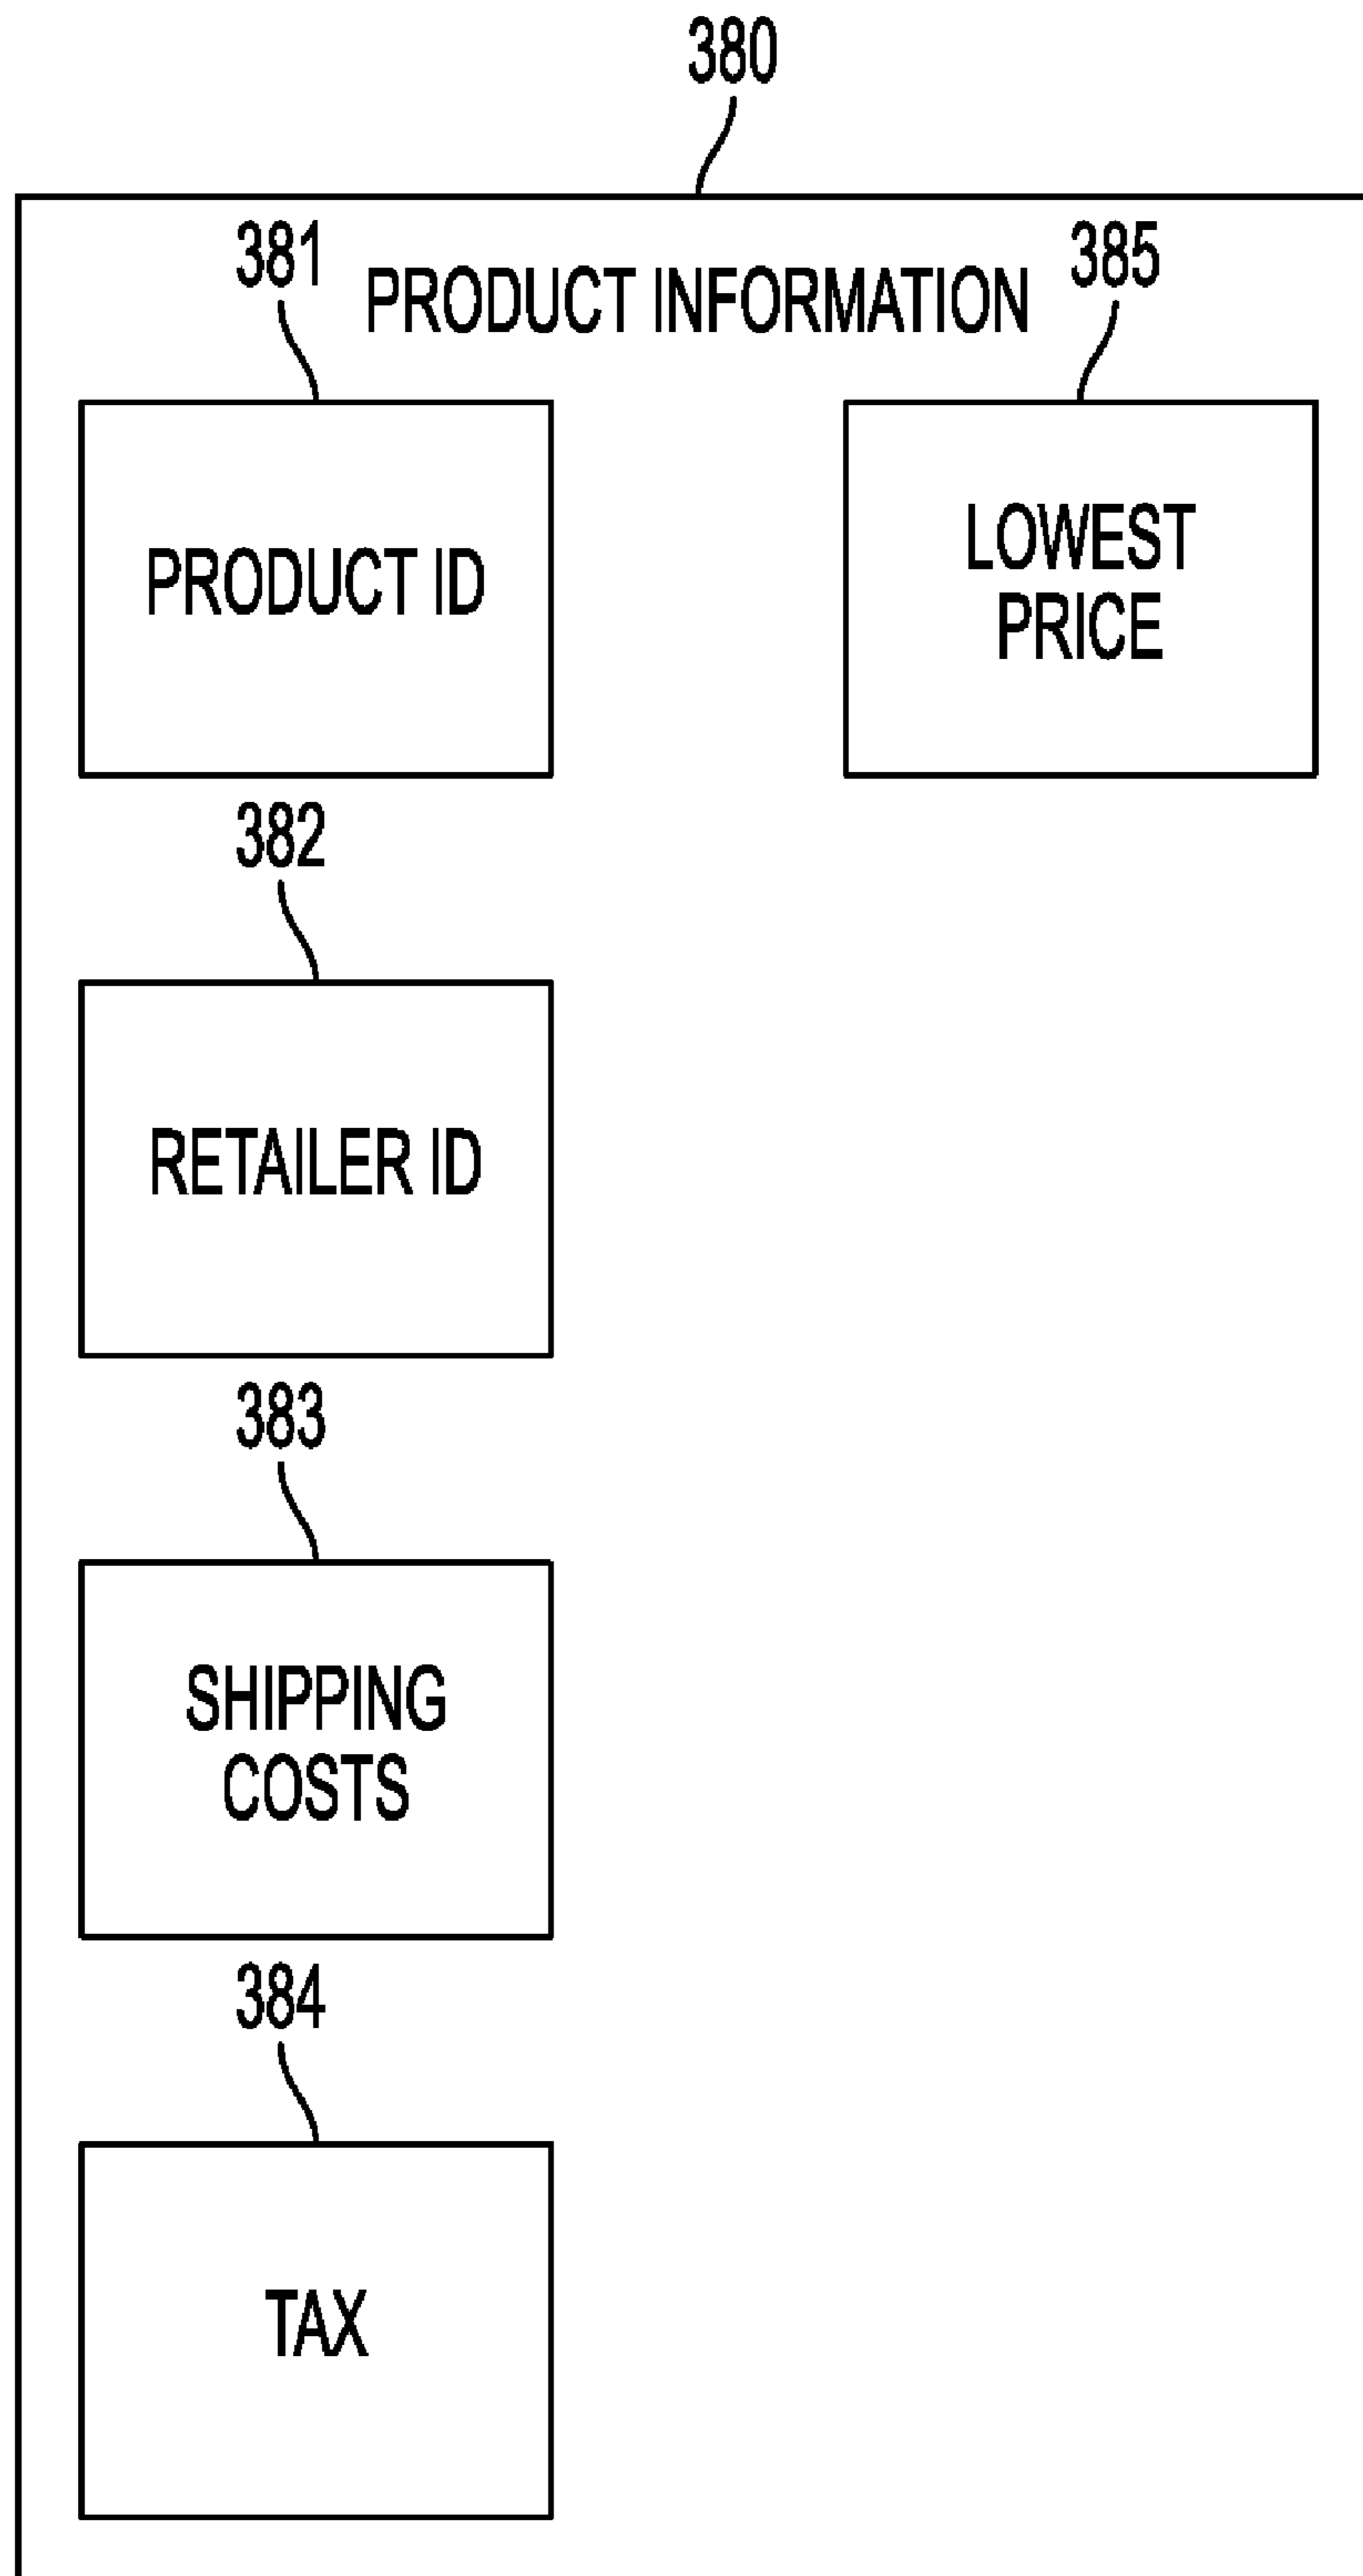 380
381
PRODUCT INFORMATION
385
PRODUCT ID
LOWEST
PRICE
382
RETAILER ID
383
SHIPPING
COSTS
384
TAX